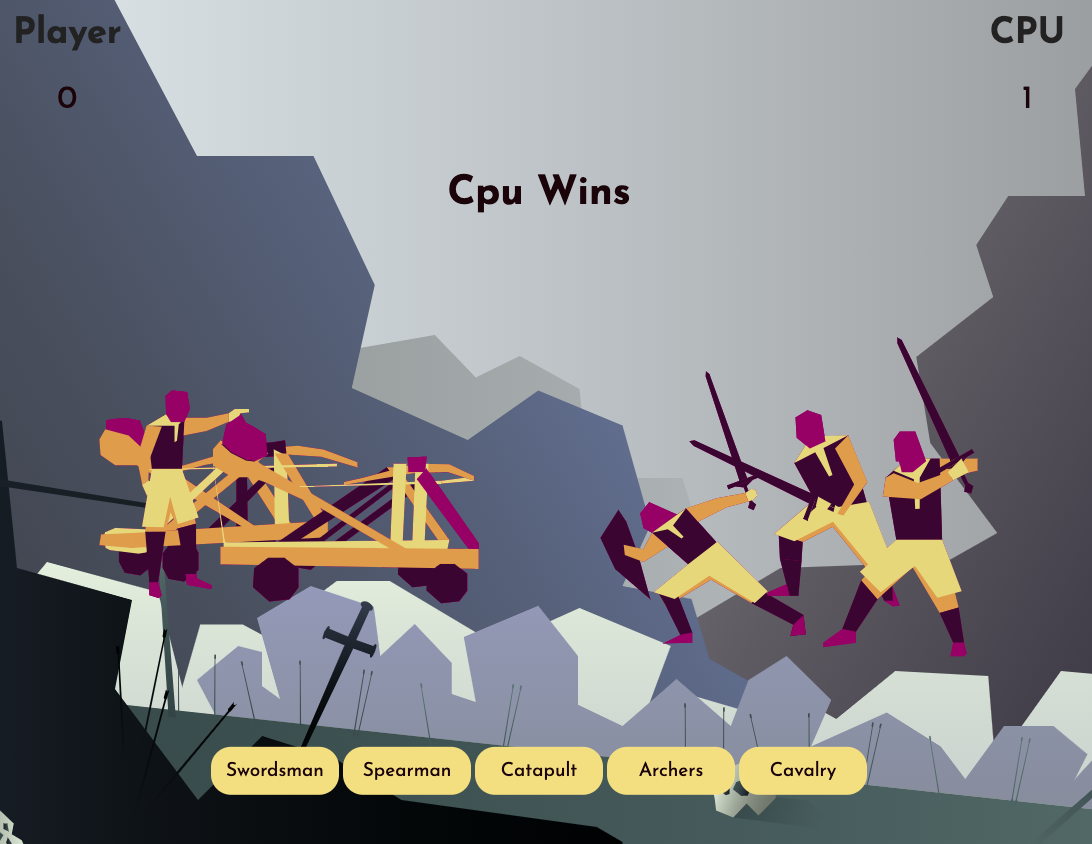 Player
CPU
0
1
Cpu Wins
Swordsman
Spearman
Catapult
Archers
Cavalry